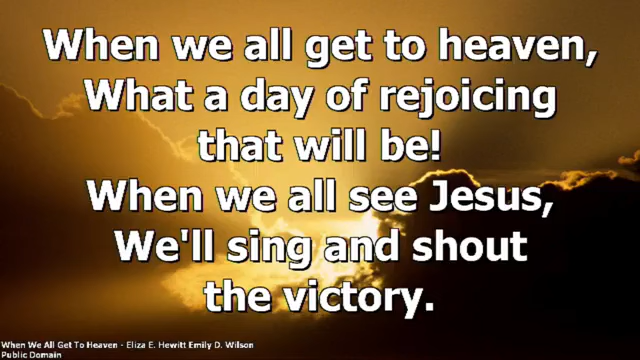 When we all get to heaven,
What a day of rejoicing
that will be!
When we all see Jesus,
We'll sing and shout
the victory.
When We All Get To Heaven - Eliza E. Hewitt Emily D. Wilson
Public Domain